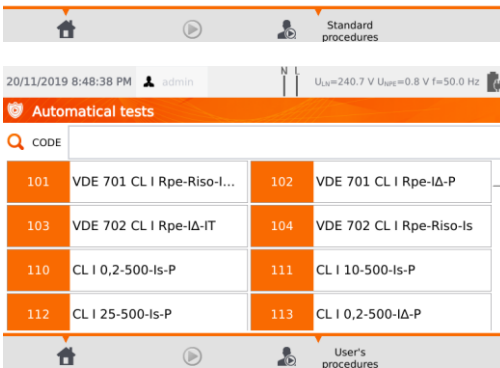 Standard
procedures
20/11/2019 8:48:38 PM admin
N L
U_LN=240.7 V U_NPE=0.8 V f=50.0 Hz
Automatical tests
CODE
101 VDE 701 CL I Rpe-Riso-I...
102 VDE 701 CL I Rpe-IΔ-P
103 VDE 702 CL I Rpe-IΔ-IT
104 VDE 702 CL I Rpe-Riso-Is
110 CL I 0,2-500-Is-P
111 CL I 10-500-Is-P
112 CL I 25-500-Is-P
113 CL I 0,2-500-IΔ-P
User's
procedures